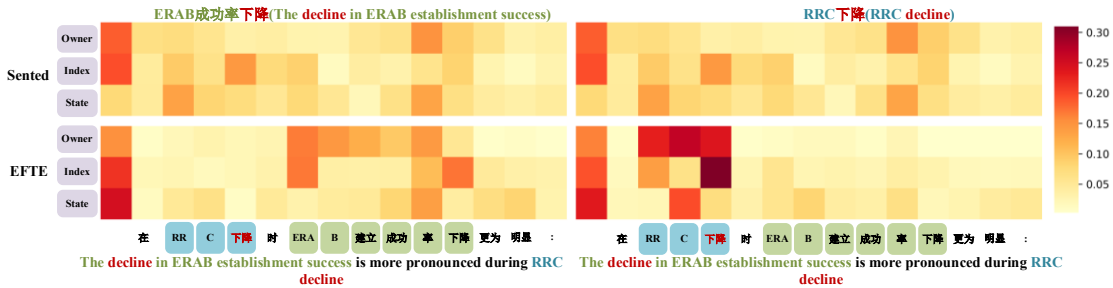 ERAB成功率下降(The decline in ERAB establishment success)
RRC下降(RRC decline)
Sented
Owner
Index
State
EFTE
Owner
Index
State
0.30
0.25
0.20
0.15
0.10
0.05
在 RR C 下降 时 ERA B 建立 成功 率 下降 更为 明显 :
在 RR C 下降 时 ERA B 建立 成功 率 下降 更为 明显 :
The decline in ERAB establishment success is more pronounced during RRC
decline
The decline in ERAB establishment success is more pronounced during RRC
decline